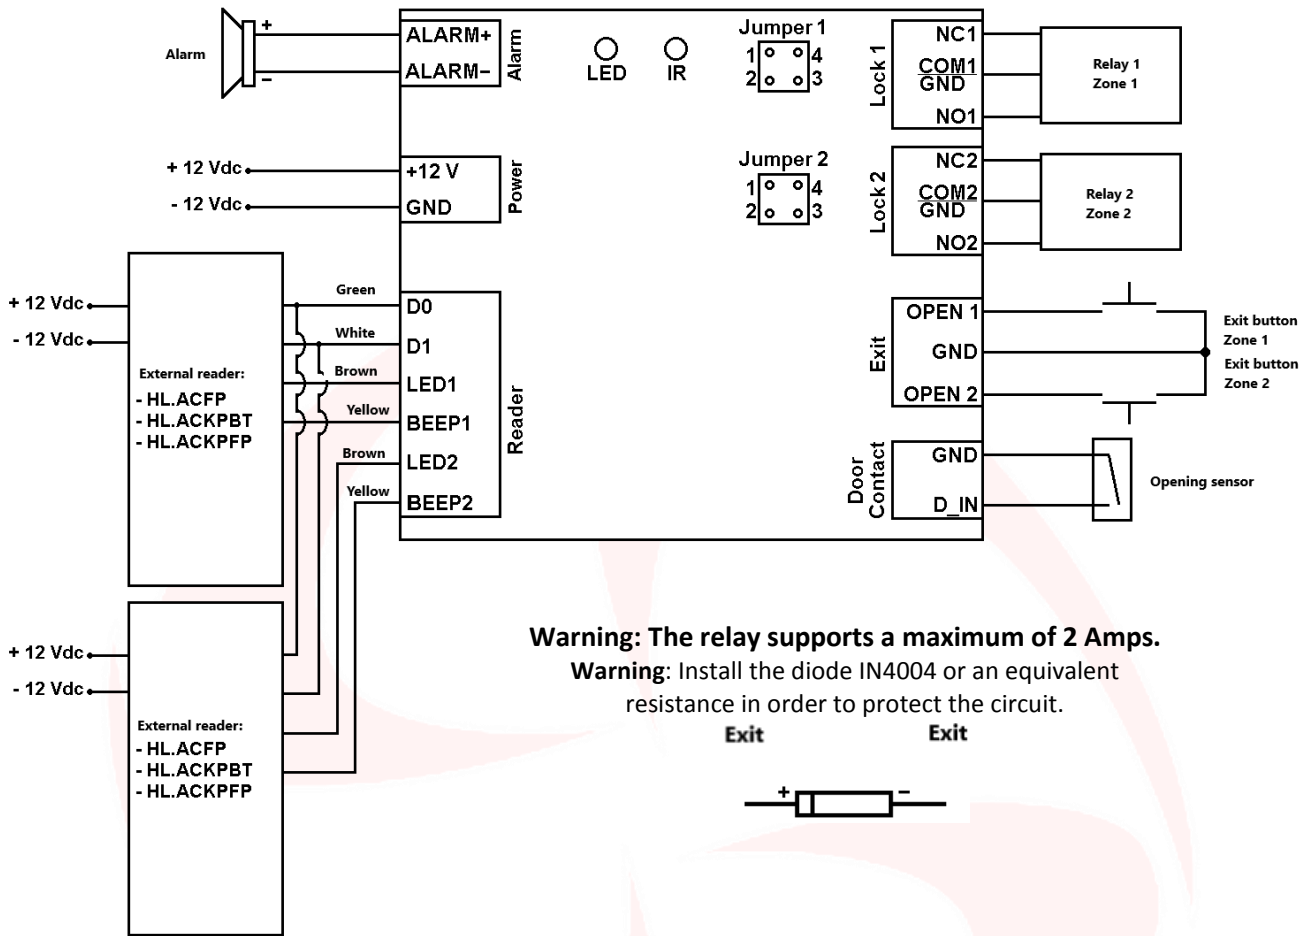 Alarm
+
−
ALARM+
ALARM−
Alarm
LED
IR
Jumper 1
1 4
2 3
Lock 1
NC1
COM1
GND
NO1
Relay 1
Zone 1
+ 12 Vdc
- 12 Vdc
+12 V
GND
Power
Jumper 2
1 4
2 3
Lock 2
NC2
COM2
GND
NO2
Relay 2
Zone 2
+ 12 Vdc
- 12 Vdc
External reader:
- HL.ACFP
- HL.ACKPBT
- HL.ACKPFP
Green
White
Brown
Yellow
Brown
Yellow
D0
D1
LED1
BEEP1
LED2
BEEP2
Reader
Exit
OPEN 1
GND
OPEN 2
Exit button
Zone 1
Exit button
Zone 2
Door
Contact
GND
D_IN
Opening sensor
+ 12 Vdc
- 12 Vdc
External reader:
- HL.ACFP
- HL.ACKPBT
- HL.ACKPFP
Warning: The relay supports a maximum of 2 Amps.
Warning: Install the diode IN4004 or an equivalent
resistance in order to protect the circuit.
Exit Exit
+ −